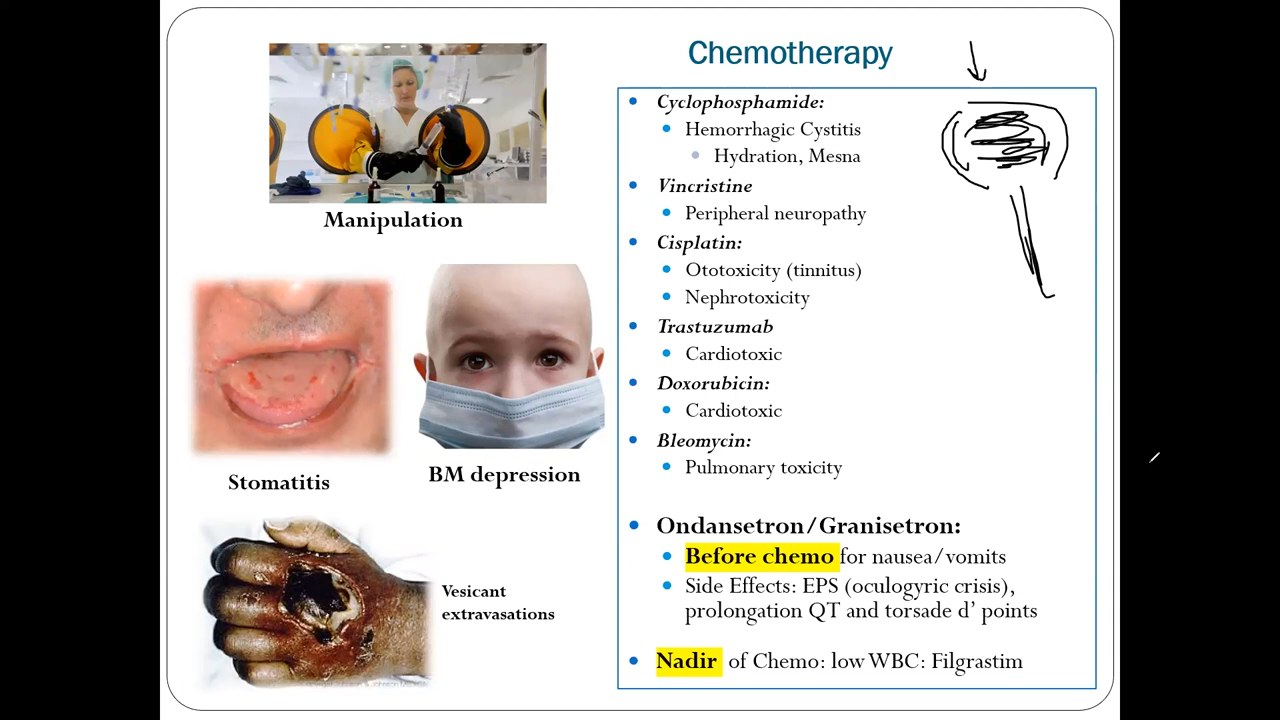 Chemotherapy
Manipulation
Stomatitis
BM depression
Vesicant
extravasations
• Cyclophosphamide:
• Hemorrhagic Cystitis
• Hydration, Mesna
• Vincristine
• Peripheral neuropathy
• Cisplatin:
• Ototoxicity (tinnitus)
• Nephrotoxicity
• Trastuzumab
• Cardiotoxic
• Doxorubicin:
• Cardiotoxic
• Bleomycin:
• Pulmonary toxicity
• Ondansetron/Granisetron:
• Before chemo for nausea/vomits
• Side Effects: EPS (oculogyric crisis),
prolongation QT and torsade d' points
• Nadir of Chemo: low WBC: Filgrastim